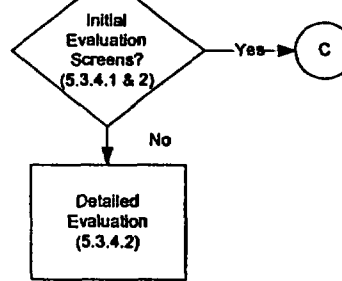 Initial
Evaluation
Screens?
(5.3.4.1 & 2)
Yes
C
No
Detailed
Evaluation
(5.3.4.2)